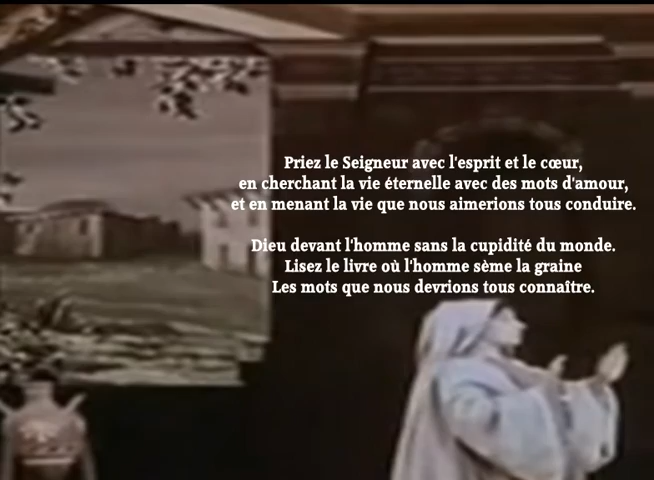 Priez le Seigneur avec l'esprit et le cœur,
en cherchant la vie éternelle avec des mots d'amour,
et en menant la vie que nous aimerions tous conduire.
Dieu devant l'homme sans la cupidité du monde.
Lisez le livre où l'homme sème la graine
Les mots que nous devrions tous connaître.